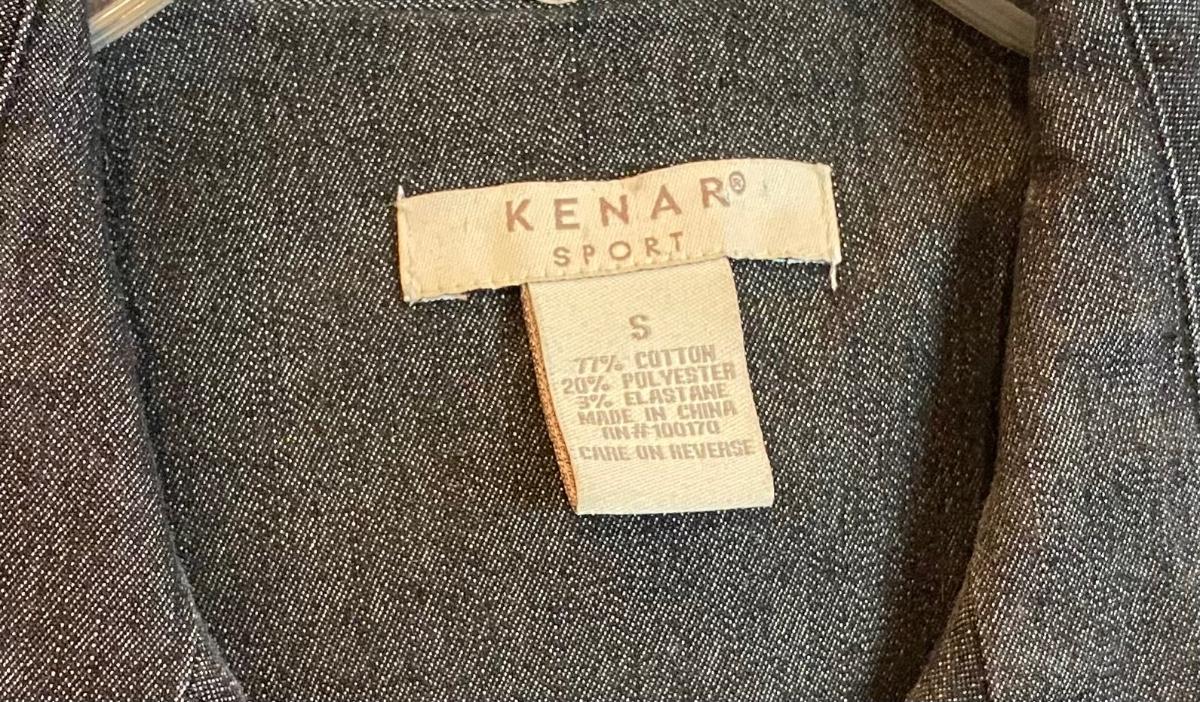 KENAR®
SPORT
S
77% COTTON
20% POLYESTER
3% ELASTANE
MADE IN CHINA
RN#100170
CARE ON REVERSE